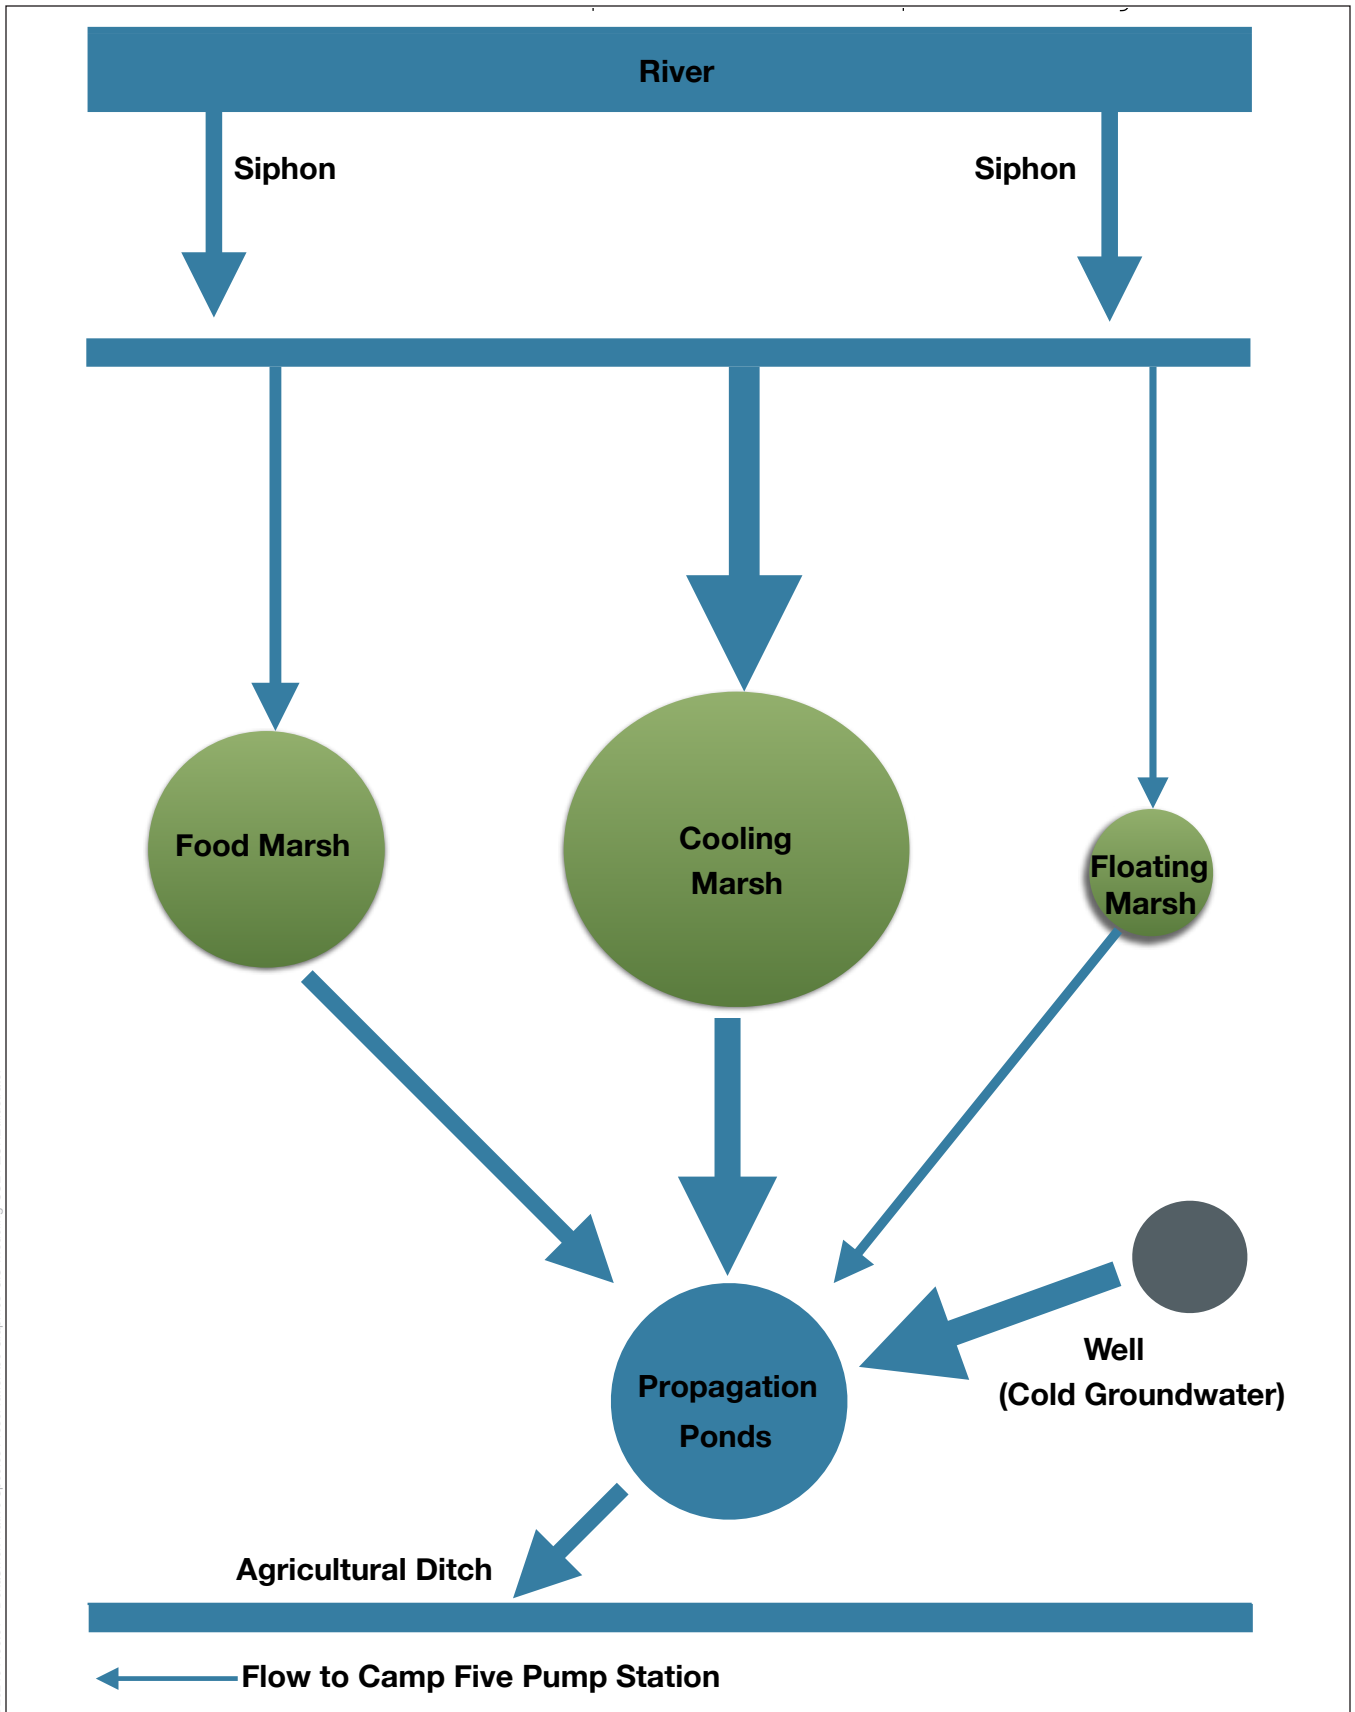 River
Siphon
Siphon
Food Marsh
Cooling
Marsh
Floating
Marsh
Well
(Cold Groundwater)
Propagation
Ponds
Agricultural Ditch
Flow to Camp Five Pump Station